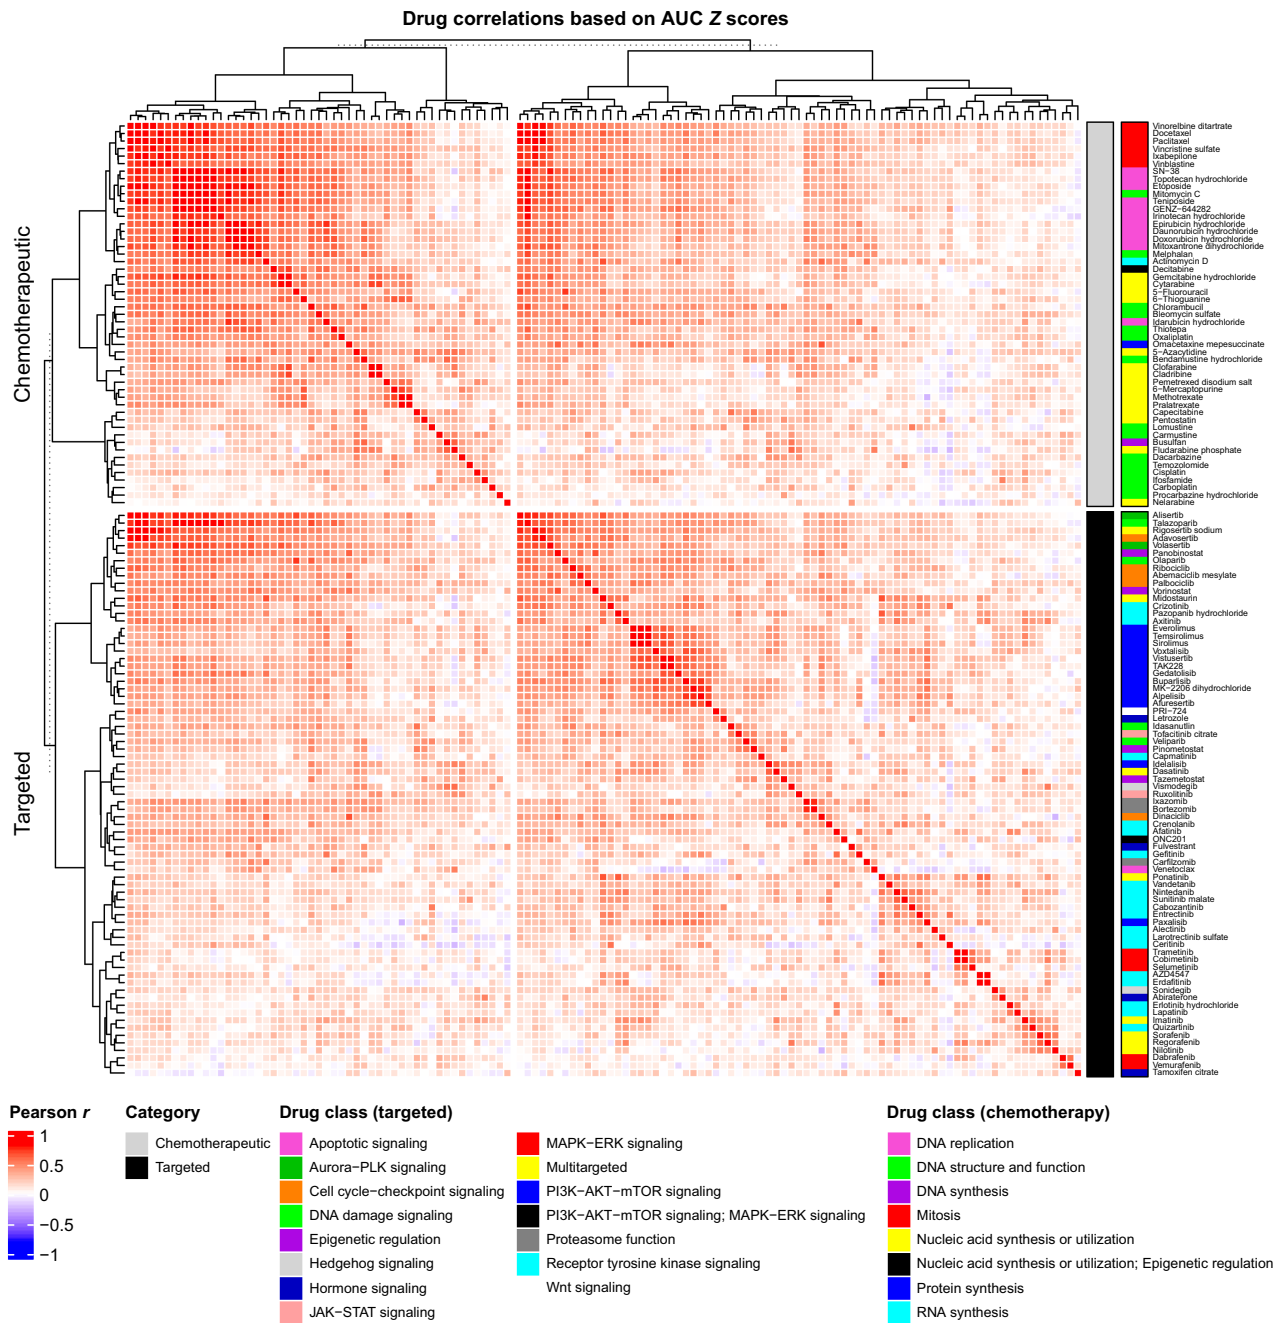 Drug correlations based on AUC Z scores
Chemotherapeutic
Targeted
Vinorelbine ditartrate
Docetaxel
Paclitaxel
Vincristine sulfate
Ixabepilone
Vinblastine
SN−38
Topotecan hydrochloride
Etoposide
Mitomycin C
Teniposide
GENZ−644282
Irinotecan hydrochloride
Epirubicin hydrochloride
Daunorubicin hydrochloride
Doxorubicin hydrochloride
Mitoxantrone dihydrochloride
Melphalan
Actinomycin D
Decitabine
Gemcitabine hydrochloride
Cytarabine
5−Fluorouracil
6−Thioguanine
Chlorambucil
Bleomycin sulfate
Idarubicin hydrochloride
Thiotepa
Oxaliplatin
Omacetaxine mepesuccinate
5−Azacytidine
Bendamustine hydrochloride
Clofarabine
Cladribine
Pemetrexed disodium salt
6−Mercaptopurine
Methotrexate
Pralatrexate
Capecitabine
Pentostatin
Lomustine
Carmustine
Busulfan
Fludarabine phosphate
Dacarbazine
Temozolomide
Cisplatin
Ifosfamide
Carboplatin
Procarbazine hydrochloride
Nelarabine
Alisertib
Talazoparib
Rigosertib sodium
Adavosertib
Volasertib
Panobinostat
Olaparib
Ribociclib
Abemaciclib mesylate
Palbociclib
Vorinostat
Midostaurin
Crizotinib
Pazopanib hydrochloride
Axitinib
Everolimus
Temsirolimus
Sirolimus
Voxtalisib
Vistusertib
TAK228
Gedatolisib
Buparlisib
MK−2206 dihydrochloride
Alpelisib
Afuresertib
PRI−724
Letrozole
Idasanutlin
Tofacitinib citrate
Veliparib
Pinometostat
Capmatinib
Idelalisib
Dasatinib
Tazemetostat
Vismodegib
Ruxolitinib
Ixazomib
Bortezomib
Dinaciclib
Crenolanib
Afatinib
ONC201
Fulvestrant
Gefitinib
Carfilzomib
Venetoclax
Ponatinib
Vandetanib
Nintedanib
Sunitinib malate
Cabozantinib
Entrectinib
Paxalisib
Alectinib
Larotrectinib sulfate
Ceritinib
Trametinib
Cobimetinib
Selumetinib
AZD4547
Erdafitinib
Sonidegib
Abiraterone
Erlotinib hydrochloride
Lapatinib
Imatinib
Quizartinib
Sorafenib
Regorafenib
Nilotinib
Dabrafenib
Vemurafenib
Tamoxifen citrate
Pearson r
1
0.5
0
−0.5
−1
Category
Chemotherapeutic
Targeted
Drug class (targeted)
Apoptotic signaling
Aurora−PLK signaling
Cell cycle−checkpoint signaling
DNA damage signaling
Epigenetic regulation
Hedgehog signaling
Hormone signaling
JAK−STAT signaling
MAPK−ERK signaling
Multitargeted
PI3K−AKT−mTOR signaling
PI3K−AKT−mTOR signaling; MAPK−ERK signaling
Proteasome function
Receptor tyrosine kinase signaling
Wnt signaling
Drug class (chemotherapy)
DNA replication
DNA structure and function
DNA synthesis
Mitosis
Nucleic acid synthesis or utilization
Nucleic acid synthesis or utilization; Epigenetic regulation
Protein synthesis
RNA synthesis